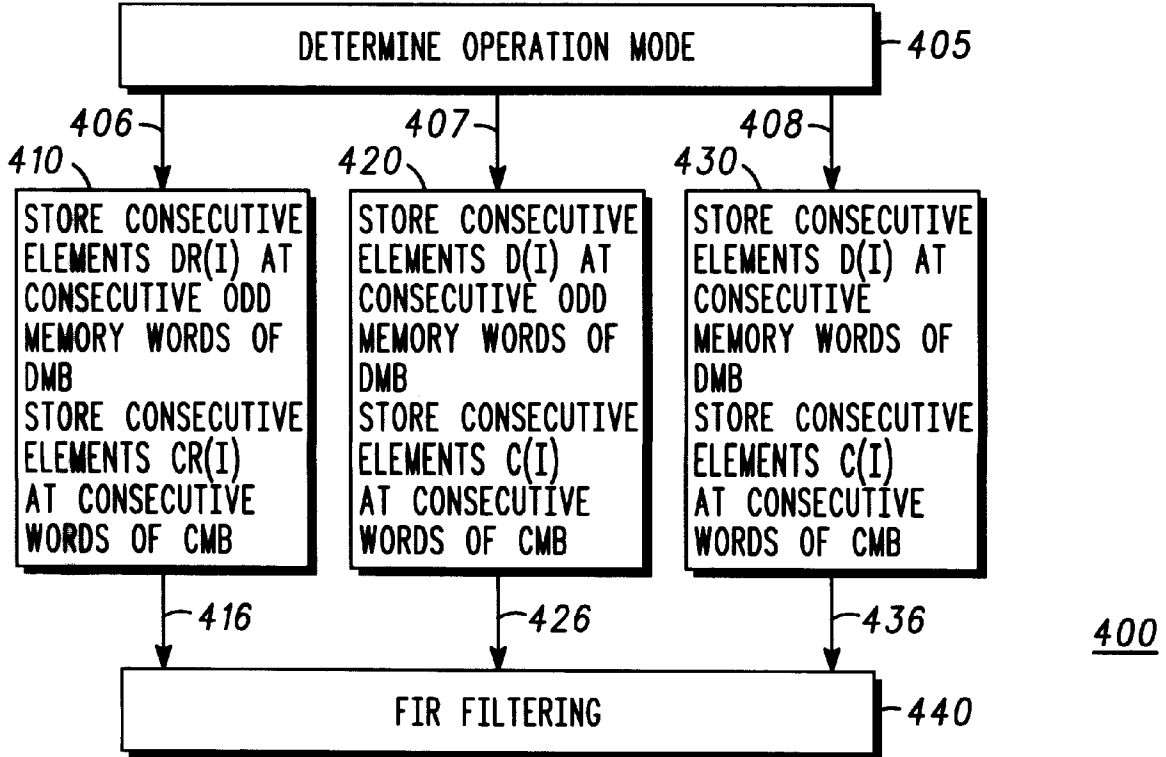 DETERMINE OPERATION MODE
405
406
407
408
410
420
430
STORE CONSECUTIVE
ELEMENTS DR(I) AT
CONSECUTIVE ODD
MEMORY WORDS OF
DMB
STORE CONSECUTIVE
ELEMENTS CR(I)
AT CONSECUTIVE
WORDS OF CMB
STORE CONSECUTIVE
ELEMENTS D(I) AT
CONSECUTIVE ODD
MEMORY WORDS OF
DMB
STORE CONSECUTIVE
ELEMENTS C(I)
AT CONSECUTIVE
WORDS OF CMB
STORE CONSECUTIVE
ELEMENTS D(I) AT
CONSECUTIVE
MEMORY WORDS OF
DMB
STORE CONSECUTIVE
ELEMENTS C(I)
AT CONSECUTIVE
WORDS OF CMB
416
426
436
400
FIR FILTERING
440